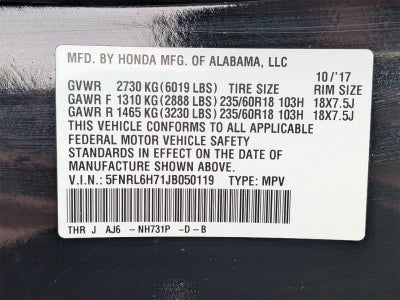 MFD. BY HONDA MFG. OF ALABAMA, LLC
10/'17
GVWR 2730 KG(6019 LBS) TIRE SIZE RIM SIZE
GAWR F 1310 KG(2888 LBS) 235/60R18 103H 18X7.5J
GAWR R 1465 KG(3230 LBS) 235/60R18 103H 18X7.5J
THIS VEHICLE CONFORMS TO ALL APPLICABLE
FEDERAL MOTOR VEHICLE SAFETY
STANDARDS IN EFFECT ON THE DATE OF
MANUFACTURE SHOWN ABOVE.
V.I.N.: 5FNRL6H71JB050119 TYPE: MPV
THR J AJ6 -NH731P -D-B